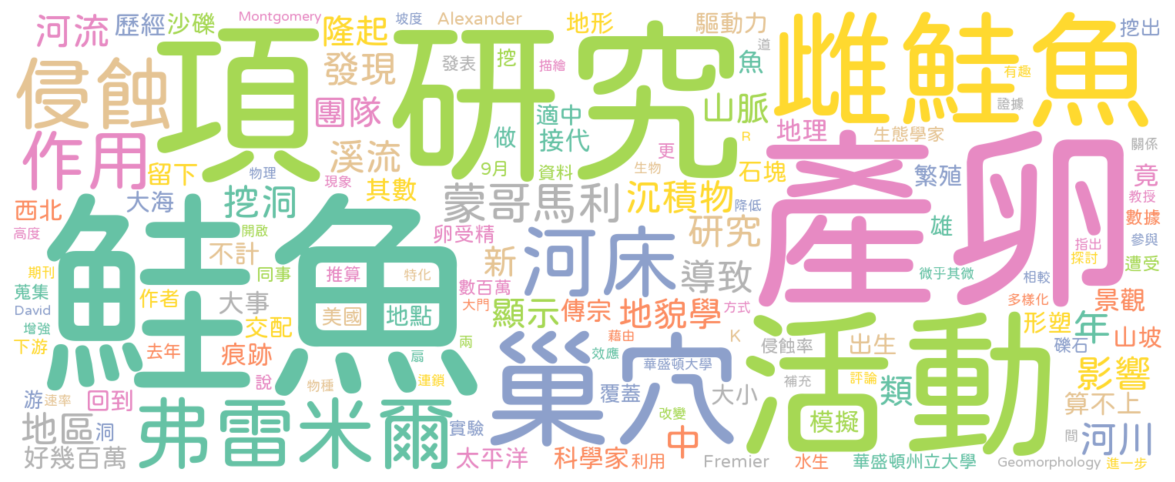 河流 歷經 沙礫 Montgomery 隆起 坡度 Alexander 地形 驅動力 道 挖出
侵蝕 項 研究 雌鮭魚
發現 發表 挖 描繪 魚 有趣
團隊 適中 山脈 證據
作用 溪流 做 接代 地理 生態學家 關係
留下 物理 現象 其數 9月 資料 更 石塊 R 生物 繁殖 竟
西北 大海 挖洞 蒙哥馬利 沉積物 降低 產卵 教授
高度 開啟 不計 卵受精 研究 雄 數據
鮭魚 新 河床 導致 指出 參與
期刊 同事 推算 特化 數百萬 微乎其微 探討 遭受
蒐集 作者 大事 美國 地點 大門 顯示 傳宗 地貌學 方式 相較 多樣化 景觀
David 交配 年 形塑 山坡
增強 下游 去年 痕跡 扇 兩 巢穴 藉由 K 活動 侵蝕率 出生 礫石
說 物種 連鎖 效應 華盛頓大學 影響
游 速率 回到 弗雷米爾 覆蓋 大小 補充 評論 類 算不上
地區 洞 實驗 改變 模擬 河川
好幾百萬 太平洋 科學家 利用 中 Fremier 水生 華盛頓州立大學 間 Geomorphology 進一步